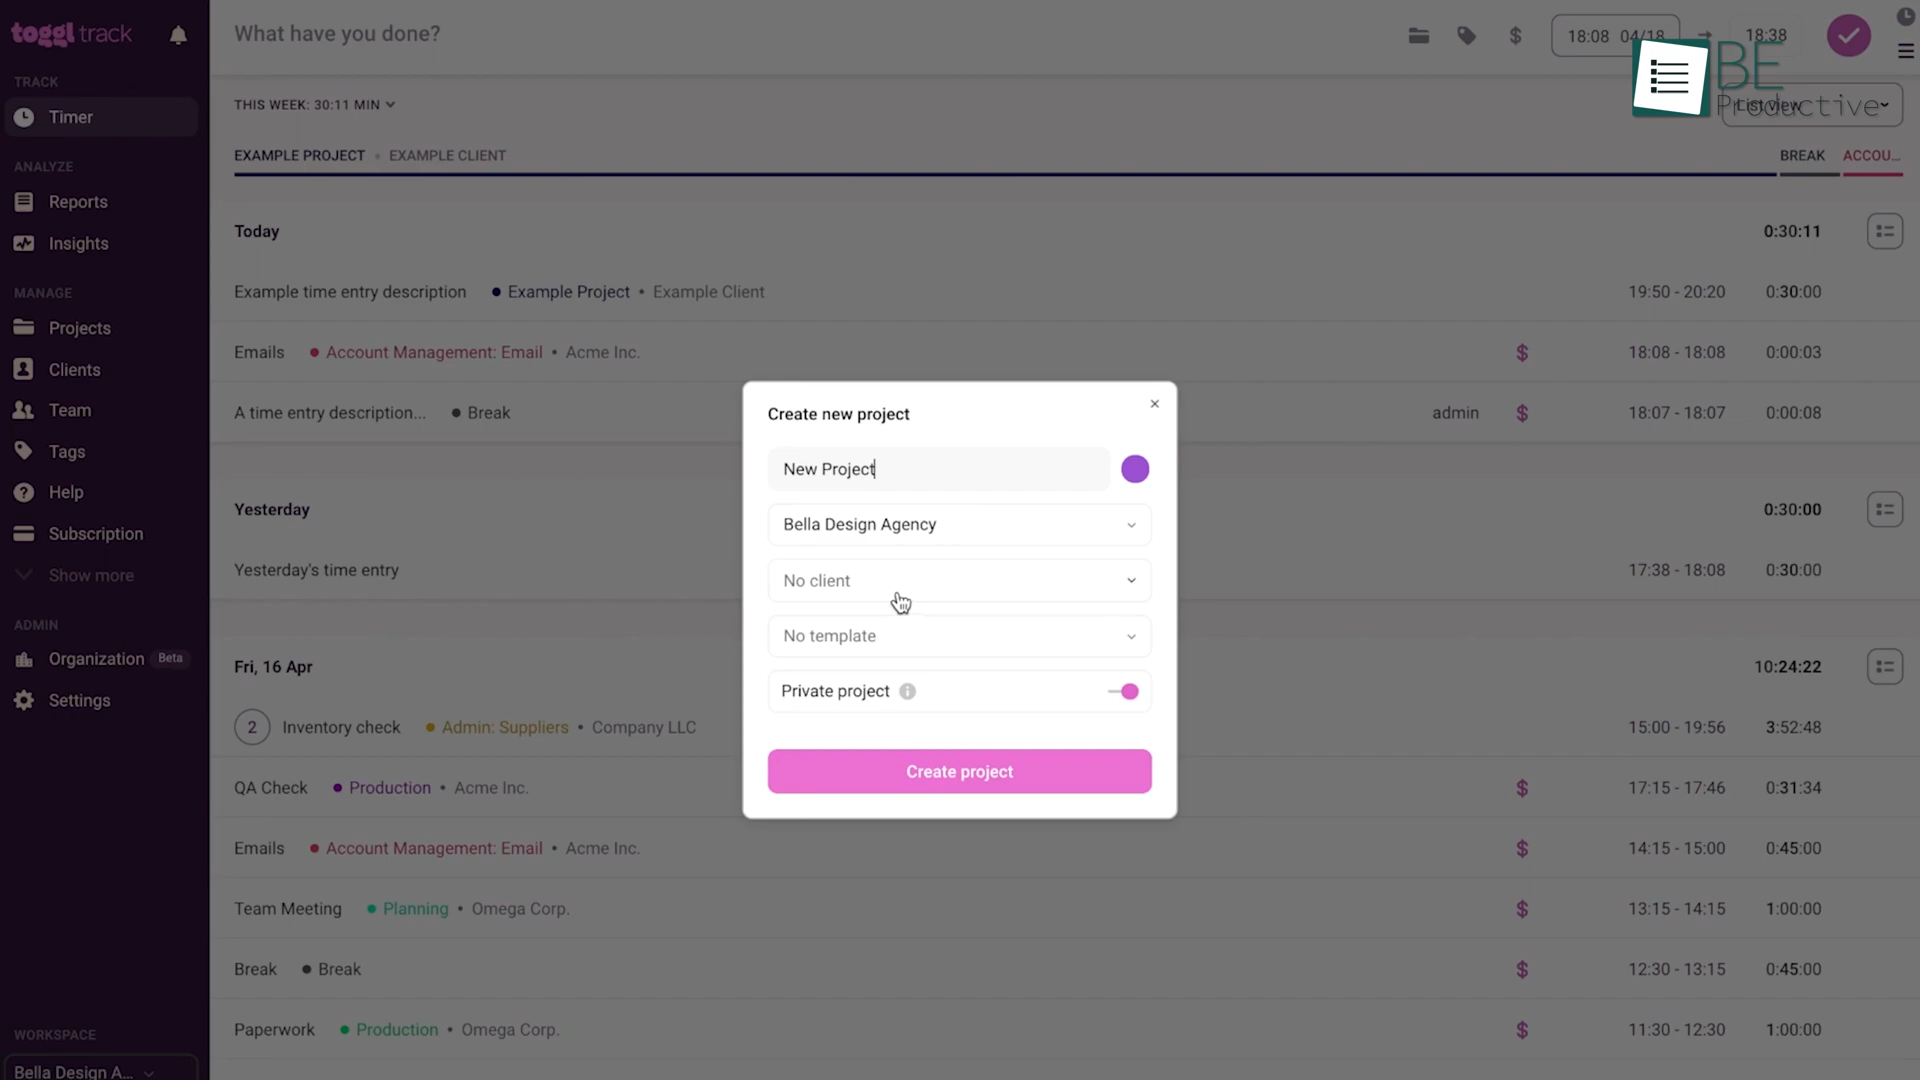 toggl track
TRACK
Timer
ANALYZE
Reports
Insights
MANAGE
Projects
Clients
Team
Tags
Help
Subscription
Show more
ADMIN
Organization Beta
Settings
WORKSPACE
Bella Design A...
What have you done?
$ 18:08 04/18 → 18:38
BE
Productive
THIS WEEK: 30:11 MIN
List view
EXAMPLE PROJECT • EXAMPLE CLIENT BREAK ACCOU...
Today 0:30:11
Example time entry description • Example Project • Example Client 19:50 - 20:20 0:30:00
Emails • Account Management: Email • Acme Inc. $ 18:08 - 18:08 0:00:03
A time entry description... • Break admin $ 18:07 - 18:07 0:00:08
Yesterday 0:30:00
Yesterday's time entry 17:38 - 18:08 0:30:00
Fri, 16 Apr 10:24:22
2 Inventory check • Admin: Suppliers • Company LLC 15:00 - 19:56 3:52:48
QA Check • Production • Acme Inc. $ 17:15 - 17:46 0:31:34
Emails • Account Management: Email • Acme Inc. $ 14:15 - 15:00 0:45:00
Team Meeting • Planning • Omega Corp. $ 13:15 - 14:15 1:00:00
Break • Break $ 12:30 - 13:15 0:45:00
Paperwork • Production • Omega Corp. $ 11:30 - 12:30 1:00:00
Create new project ×
New Project
Bella Design Agency
No client
No template
Private project i
Create project